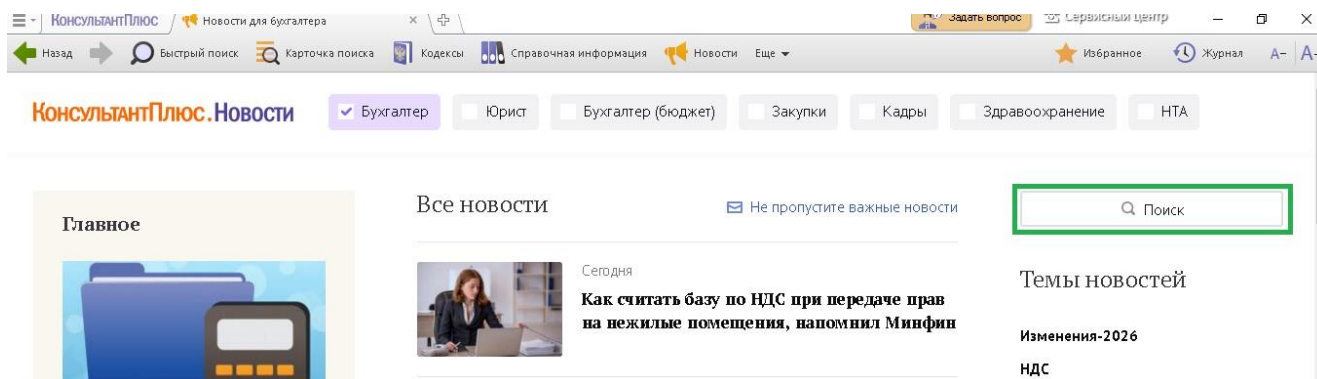 КонсультантПлюс Новости для бухгалтера
Задать вопрос Сервисный центр
Назад Быстрый поиск Карточка поиска Кодексы Справочная информация Новости Еще Избранное Журнал А- А-
КонсультантПлюс.Новости Бухгалтер Юрист Бухгалтер (бюджет) Закупки Кадры Здравоохранение НТА
Главное
Все новости
Не пропустите важные новости
Сегодня
Как считать базу по НДС при передаче прав
на нежилые помещения, напомнил Минфин
Поиск
Темы новостей
Изменения-2026
НДС